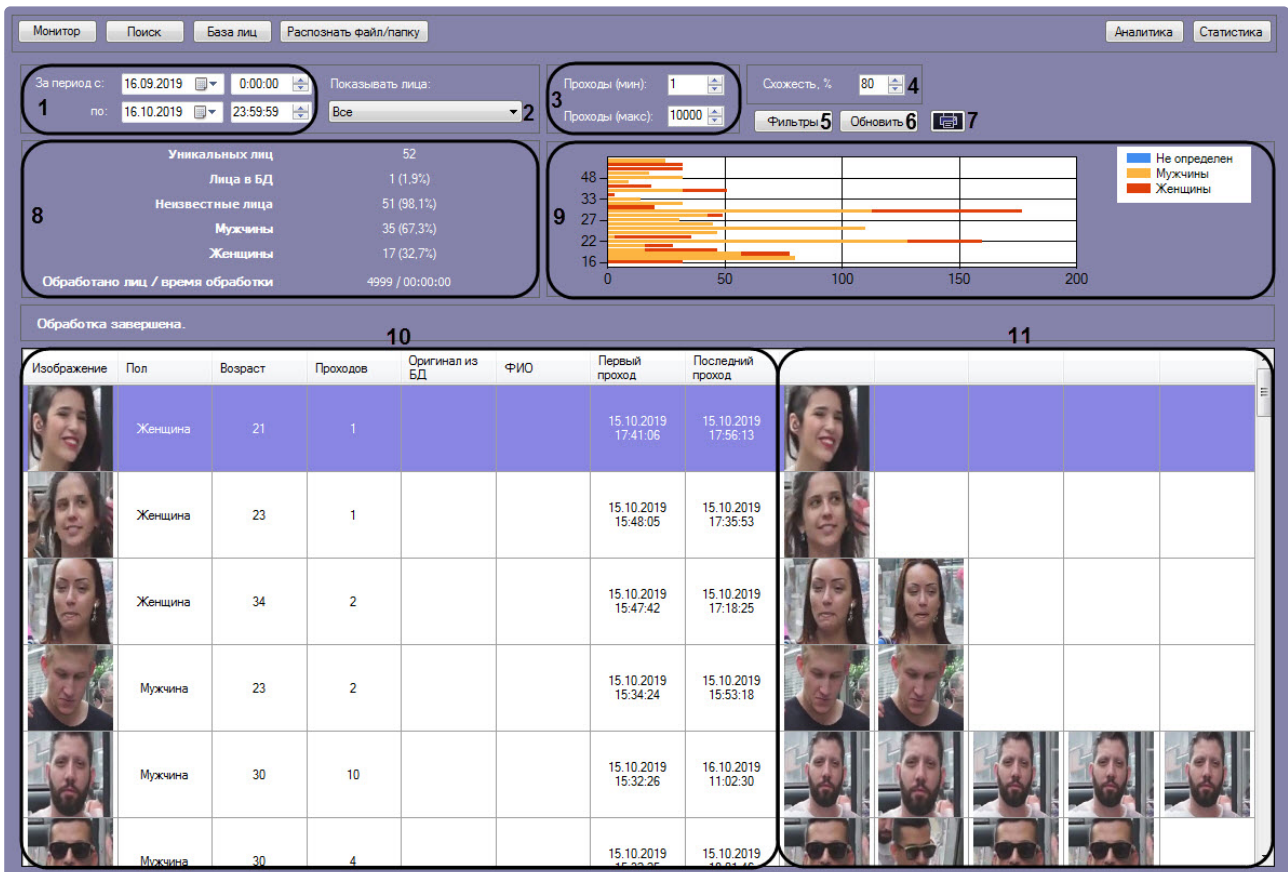 Монитор Поиск База лиц Распознать файл/папку Аналитика Статистика
За период с: 16.09.2019 0:00:00 Показывать лица: Проходы (мин): 1 Схожесть, % 80 4
1 по: 16.10.2019 23:59:59 Все 2 3 Проходы (макс): 10000 Фильтры 5 Обновить 6 7
Уникальных лиц 52
Лица в БД 1 (1,9%)
Неизвестные лица 51 (98,1%)
8 Мужчины 35 (67,3%)
Женщины 17 (32,7%)
Обработано лиц / время обработки 4999 / 00:00:00
9
48
33
27
22
16
0 50 100 150 200
Не определен
Мужчины
Женщины
Обработка завершена.
10 11
Изображение Пол Возраст Проходов Оригинал из БД ФИО Первый проход Последний проход
Женщина 21 1 15.10.2019 17:41:06 15.10.2019 17:56:13
Женщина 23 1 15.10.2019 15:48:05 15.10.2019 17:35:53
Женщина 34 2 15.10.2019 15:47:42 15.10.2019 17:18:25
Мужчина 23 2 15.10.2019 15:34:24 15.10.2019 15:53:18
Мужчина 30 10 15.10.2019 15:32:26 16.10.2019 11:02:30
Мужчина 30 4 15.10.2019 15.10.2019